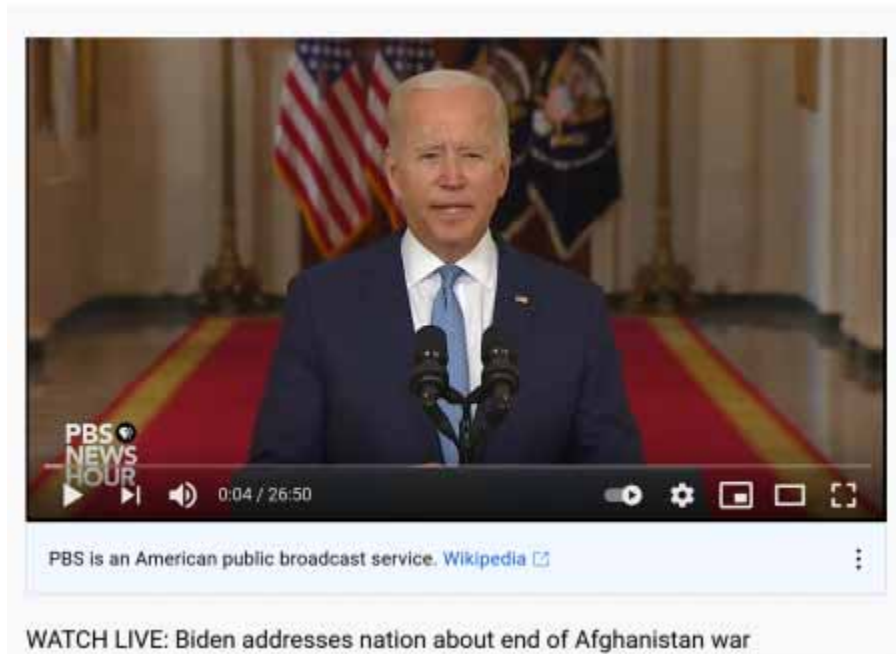 PBS
NEWS
HOUR
0:04 / 26:50
PBS is an American public broadcast service. Wikipedia
WATCH LIVE: Biden addresses nation about end of Afghanistan war